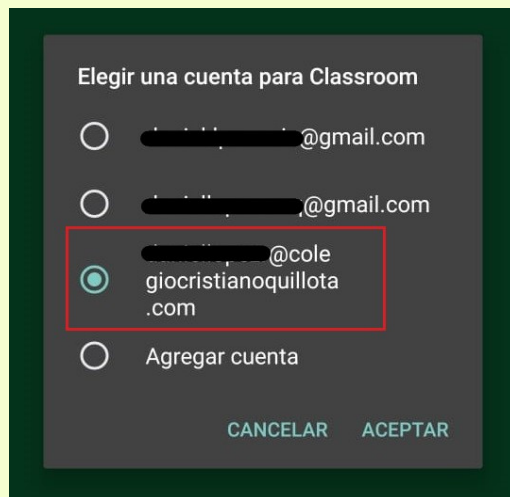 Elegir una cuenta para Classroom
@gmail.com
@gmail.com
@cole
giocristianoquillota
.com
Agregar cuenta
CANCELAR ACEPTAR